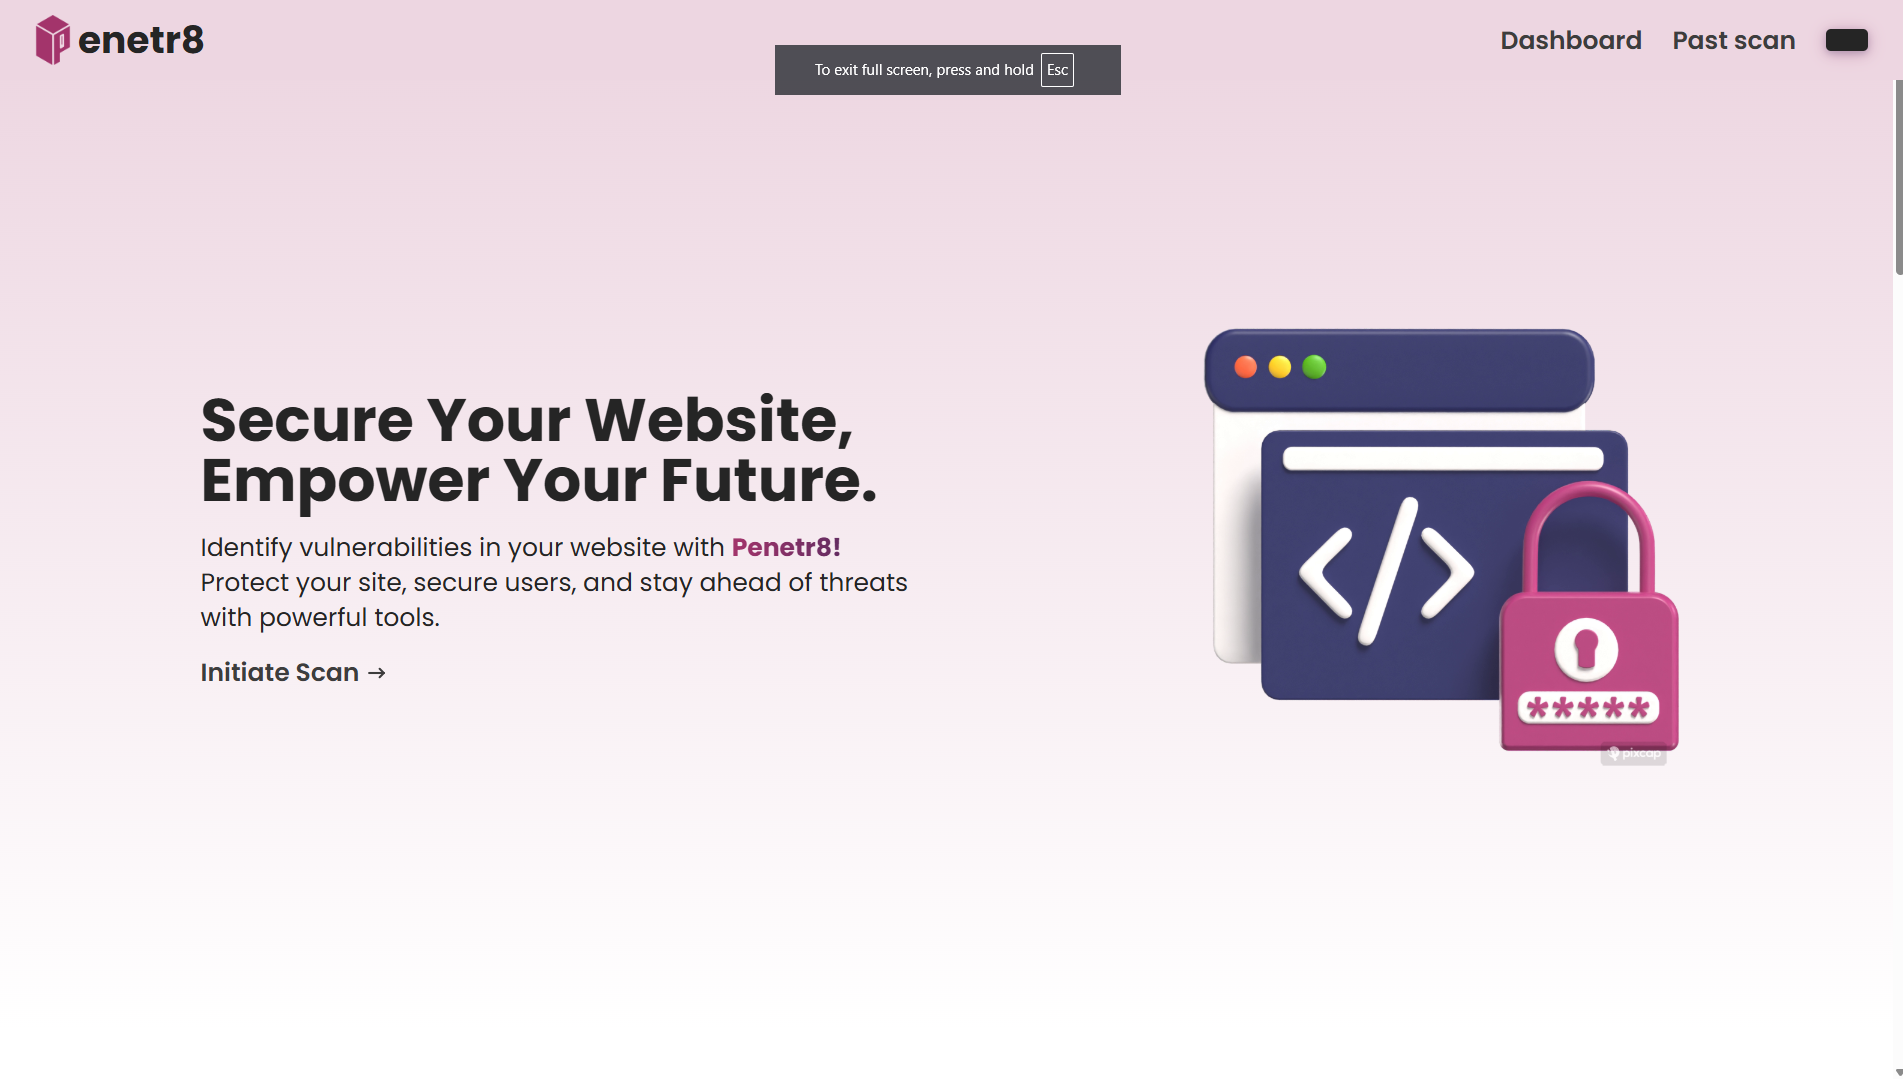 enetr8
Dashboard
Past scan
To exit full screen, press and hold Esc
Secure Your Website,
Empower Your Future.
Identify vulnerabilities in your website with Penetr8!
Protect your site, secure users, and stay ahead of threats
with powerful tools.
Initiate Scan →
*****
pixcap